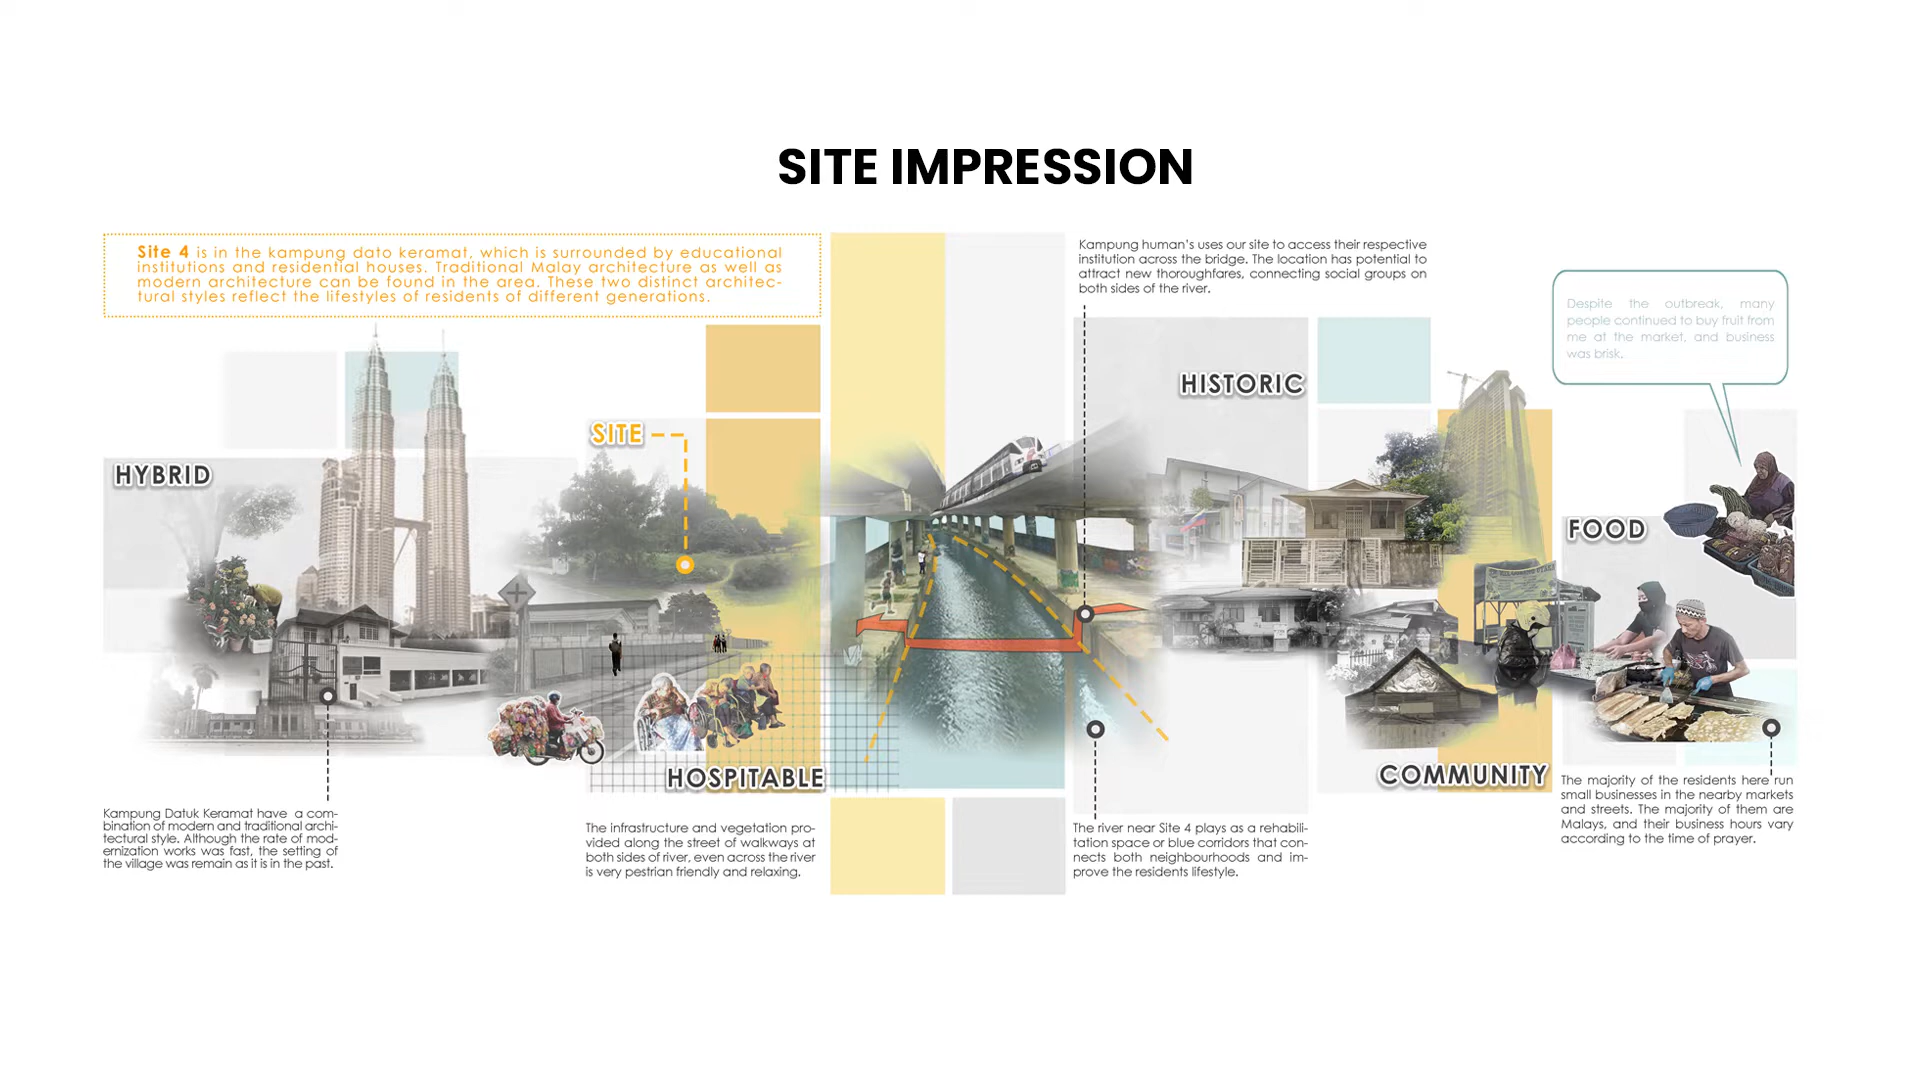 SITE IMPRESSION
Site 4 is in the kampung dato keramat, which is surrounded by educational
institutions and residential houses. Traditional Malay architecture as well as
modern architecture can be found in the area. These two distinct architec-
tural styles reflect the lifestyles of residents of different generations.
Kampung human's uses our site to access their respective
institution across the bridge. The location has potential to
attract new thoroughfares, connecting social groups on
both sides of the river.
Despite the outbreak, many
people continued to buy fruit from
me at the market, and business
was brisk.
HISTORIC
SITE
HYBRID
FOOD
HOSPITABLE
COMMUNITY
Kampung Datuk Keramat have a com-
bination of modern and traditional archi-
tectural style. Although the rate of mod-
ernization works was fast, the setting of
the village was remain as it is in the past.
The infrastructure and vegetation pro-
vided along the street of walkways at
both sides of river, even across the river
is very pestrian friendly and relaxing.
The river near Site 4 plays as a rehabili-
tation space or blue corridors that con-
nects both neighbourhoods and im-
prove the residents lifestyle.
The majority of the residents here run
small businesses in the nearby markets
and streets. The majority of them are
Malays, and their business hours vary
according to the time of prayer.